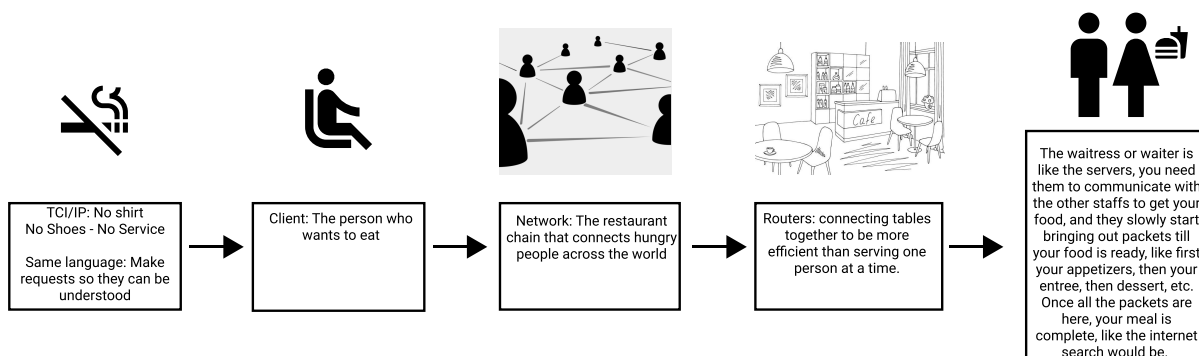 TCI/IP: No shirt
No Shoes - No Service
Same language: Make
requests so they can be
understood
Client: The person who
wants to eat
Network: The restaurant
chain that connects hungry
people across the world
Cafe
Routers: connecting tables
together to be more
efficient than serving one
person at a time.
The waitress or waiter is
like the servers, you need
them to communicate with
the other staffs to get your
food, and they slowly start
bringing out packets till
your food is ready, like first
your appetizers, then your
entree, then dessert, etc.
Once all the packets are
here, your meal is
complete, like the internet
search would be.